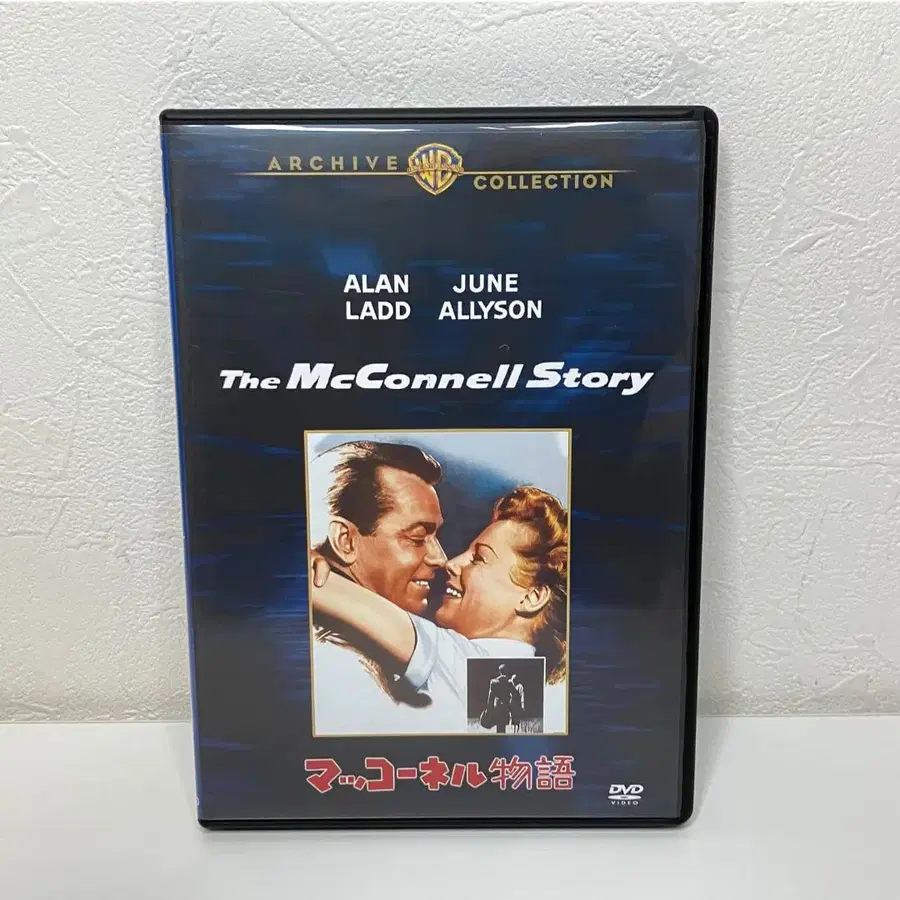 ARCHIVE WB COLLECTION
ALAN JUNE
LADD ALLYSON
The McConnell Story
マッコーネル物語
DVD
VIDEO